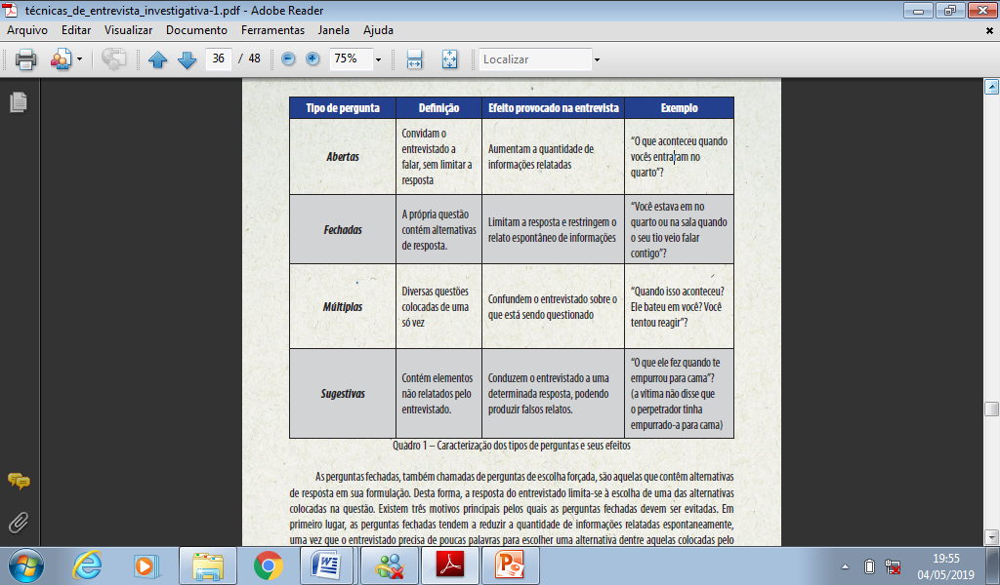 técnicas_de_entrevista_investigativa-1.pdf - Adobe Reader
Arquivo Editar Visualizar Documento Ferramentas Janela Ajuda
36 / 48 75% Localizar
Tipo de pergunta Definição Efeito provocado na entrevista Exemplo
Abertas
Convidam o
entrevistado a
falar, sem limitar a
resposta
Aumentam a quantidade de
informações relatadas
“O que aconteceu quando
vocês entraram no
quarto”?
Fechadas
A própria questão
contém alternativas
de resposta.
Limitam a resposta e restringem o
relato espontâneo de informações
“Você estava em no
quarto ou na sala quando
o seu tio veio falar
contigo”?
Múltiplas
Diversas questões
colocadas de uma
só vez
Confundem o entrevistado sobre o
que está sendo questionado
“Quando isso aconteceu?
Ele bateu em você? Você
tentou reagir”?
Sugestivas
Contém elementos
não relatados pelo
entrevistado.
Conduzem o entrevistado a uma
determinada resposta, podendo
produzir falsos relatos.
“O que ele fez quando te
empurrou para cama”?
(a vítima não disse que
o perpetrador tinha
empurrado-a para cama)
Quadro 1 – Caracterização dos tipos de perguntas e seus efeitos
As perguntas fechadas, também chamadas de perguntas de escolha forçada, são aquelas que contêm alternativas
de resposta em sua formulação. Desta forma, a resposta do entrevistado limita-se à escolha de uma das alternativas
colocadas na questão. Existem três motivos principais pelos quais as perguntas fechadas devem ser evitadas. Em
primeiro lugar, as perguntas fechadas tendem a reduzir a quantidade de informações relatadas espontaneamente,
uma vez que o entrevistado precisa de poucas palavras para escolher uma alternativa dentre aquelas colocadas pelo
19:55
04/05/2019